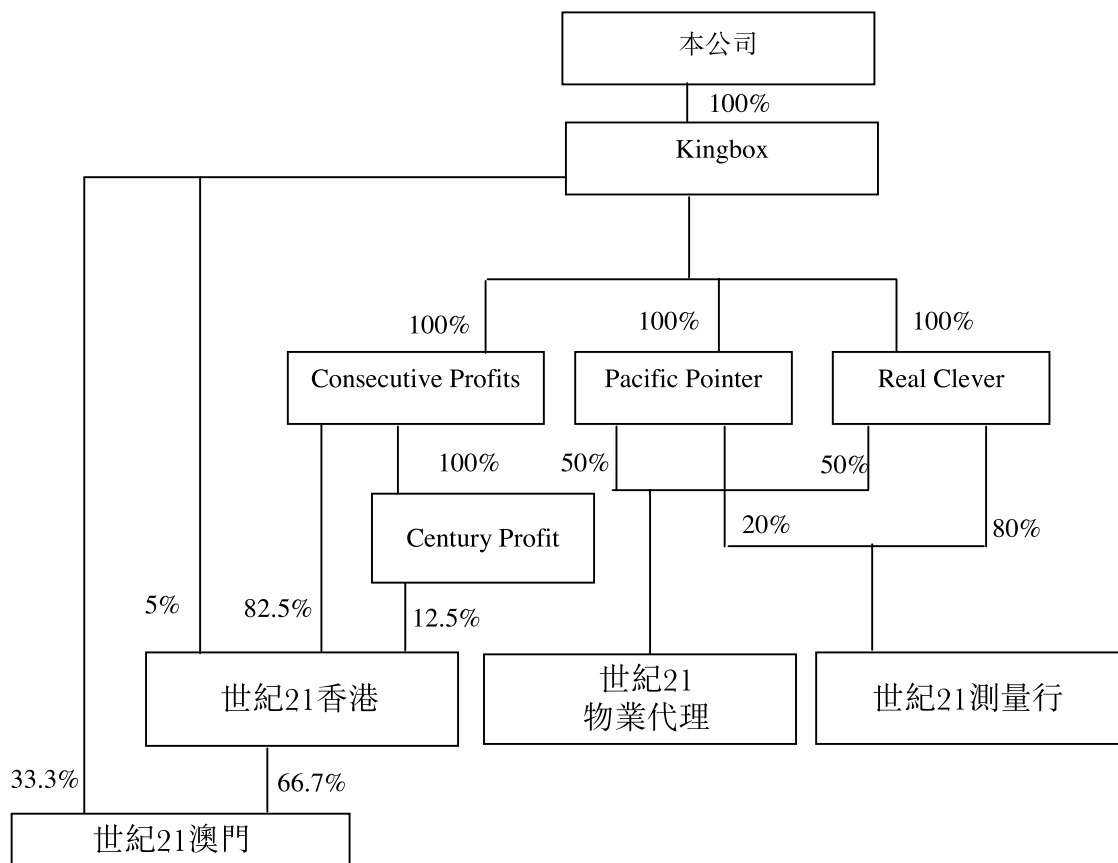 本公司
100%
Kingbox
100%
100%
100%
Consecutive Profits
Pacific Pointer
Real Clever
100%
50%
50%
Century Profit
20%
80%
5%
82.5%
12.5%
世紀21香港
世紀21
物業代理
世紀21測量行
33.3%
66.7%
世紀21澳門